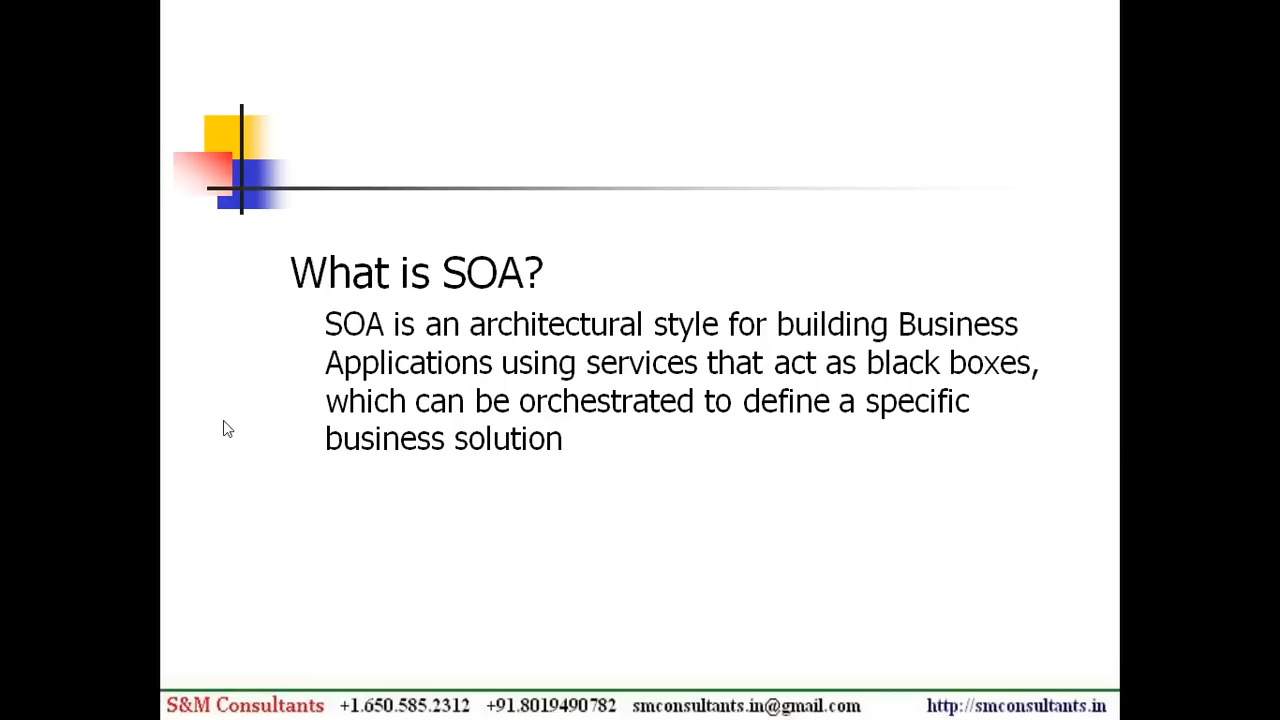 What is SOA?
SOA is an architectural style for building Business
Applications using services that act as black boxes,
which can be orchestrated to define a specific
business solution
S&M Consultants +1.650.585.2312 +91.8019490782 smconsultants.in@gmail.com http://smconsultants.in